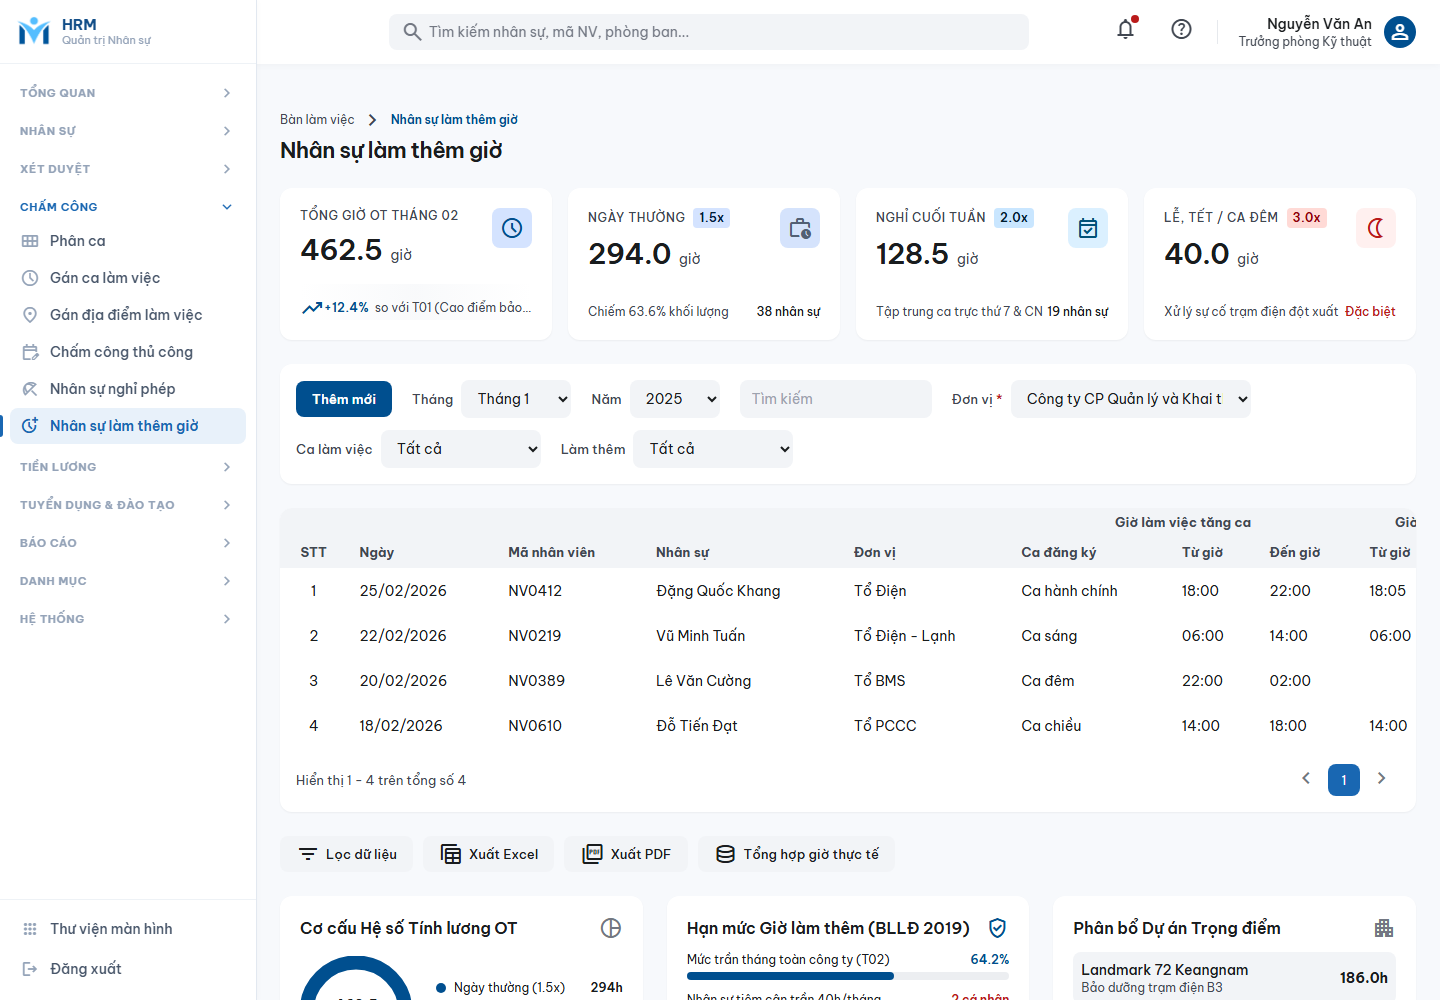 HRM
Quản trị Nhân sự
Tìm kiếm nhân sự, mã NV, phòng ban...
Nguyễn Văn An
Trưởng phòng Kỹ thuật
TỔNG QUAN
NHÂN SỰ
XÉT DUYỆT
CHẤM CÔNG
Phân ca
Gán ca làm việc
Gán địa điểm làm việc
Chấm công thủ công
Nhân sự nghỉ phép
Nhân sự làm thêm giờ
TIỀN LƯƠNG
TUYỂN DỤNG & ĐÀO TẠO
BÁO CÁO
DANH MỤC
HỆ THỐNG
Thư viện màn hình
Đăng xuất
Bàn làm việc > Nhân sự làm thêm giờ
Nhân sự làm thêm giờ
TỔNG GIỜ OT THÁNG 02
462.5 giờ
+12.4% so với T01 (Cao điểm bảo...
NGÀY THƯỜNG 1.5x
294.0 giờ
Chiếm 63.6% khối lượng 38 nhân sự
NGHỈ CUỐI TUẦN 2.0x
128.5 giờ
Tập trung ca trực thứ 7 & CN 19 nhân sự
LỄ, TẾT / CA ĐÊM 3.0x
40.0 giờ
Xử lý sự cố trạm điện đột xuất Đặc biệt
Thêm mới Tháng Tháng 1 Năm 2025 Tìm kiếm Đơn vị * Công ty CP Quản lý và Khai t
Ca làm việc Tất cả Làm thêm Tất cả
Giờ làm việc tăng ca Giờ
STT Ngày Mã nhân viên Nhân sự Đơn vị Ca đăng ký Từ giờ Đến giờ Từ giờ
1 25/02/2026 NV0412 Đặng Quốc Khang Tổ Điện Ca hành chính 18:00 22:00 18:05
2 22/02/2026 NV0219 Vũ Minh Tuấn Tổ Điện - Lạnh Ca sáng 06:00 14:00 06:00
3 20/02/2026 NV0389 Lê Văn Cường Tổ BMS Ca đêm 22:00 02:00
4 18/02/2026 NV0610 Đỗ Tiến Đạt Tổ PCCC Ca chiều 14:00 18:00 14:00
Hiển thị 1 - 4 trên tổng số 4
1
Lọc dữ liệu
Xuất Excel
PDF Xuất PDF
Tổng hợp giờ thực tế
Cơ cấu Hệ số Tính lương OT
Ngày thường (1.5x) 294h
Hạn mức Giờ làm thêm (BLLĐ 2019)
Mức trần tháng toàn công ty (T02) 64.2%
Nhân sự tiệm cận trần 40h/tháng 2 cá nhân
Phân bổ Dự án Trọng điểm
Landmark 72 Keangnam
Bảo dưỡng trạm điện B3
186.0h